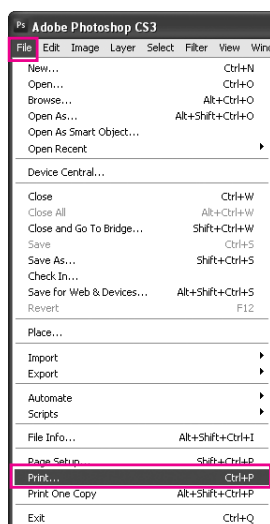 Ps Adobe Photoshop CS3
File Edit Image Layer Select Filter View Wind
New... Ctrl+N
Open... Ctrl+O
Browse... Alt+Ctrl+O
Open As... Alt+Shift+Ctrl+O
Open As Smart Object...
Open Recent
Device Central...
Close Ctrl+W
Close All Alt+Ctrl+W
Close and Go To Bridge... Shift+Ctrl+W
Save Ctrl+S
Save As... Shift+Ctrl+S
Check In...
Save for Web & Devices... Alt+Shift+Ctrl+S
Revert F12
Place...
Import
Export
Automate
Scripts
File Info... Alt+Shift+Ctrl+I
Page Setup... Shift+Ctrl+P
Print... Ctrl+P
Print One Copy Alt+Shift+Ctrl+P
Exit Ctrl+Q